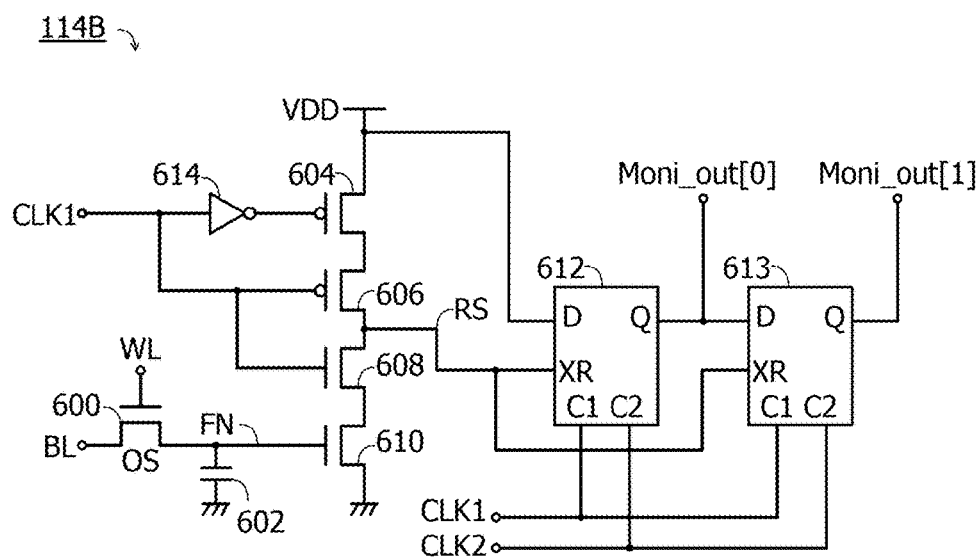 114B
VDD
614
604
Moni_out[0]
Moni_out[1]
CLK1
612
613
606
RS
D
Q
D
Q
WL
608
XR
XR
600
C1
C2
C1
C2
FN
610
BL
OS
602
CLK1
CLK2